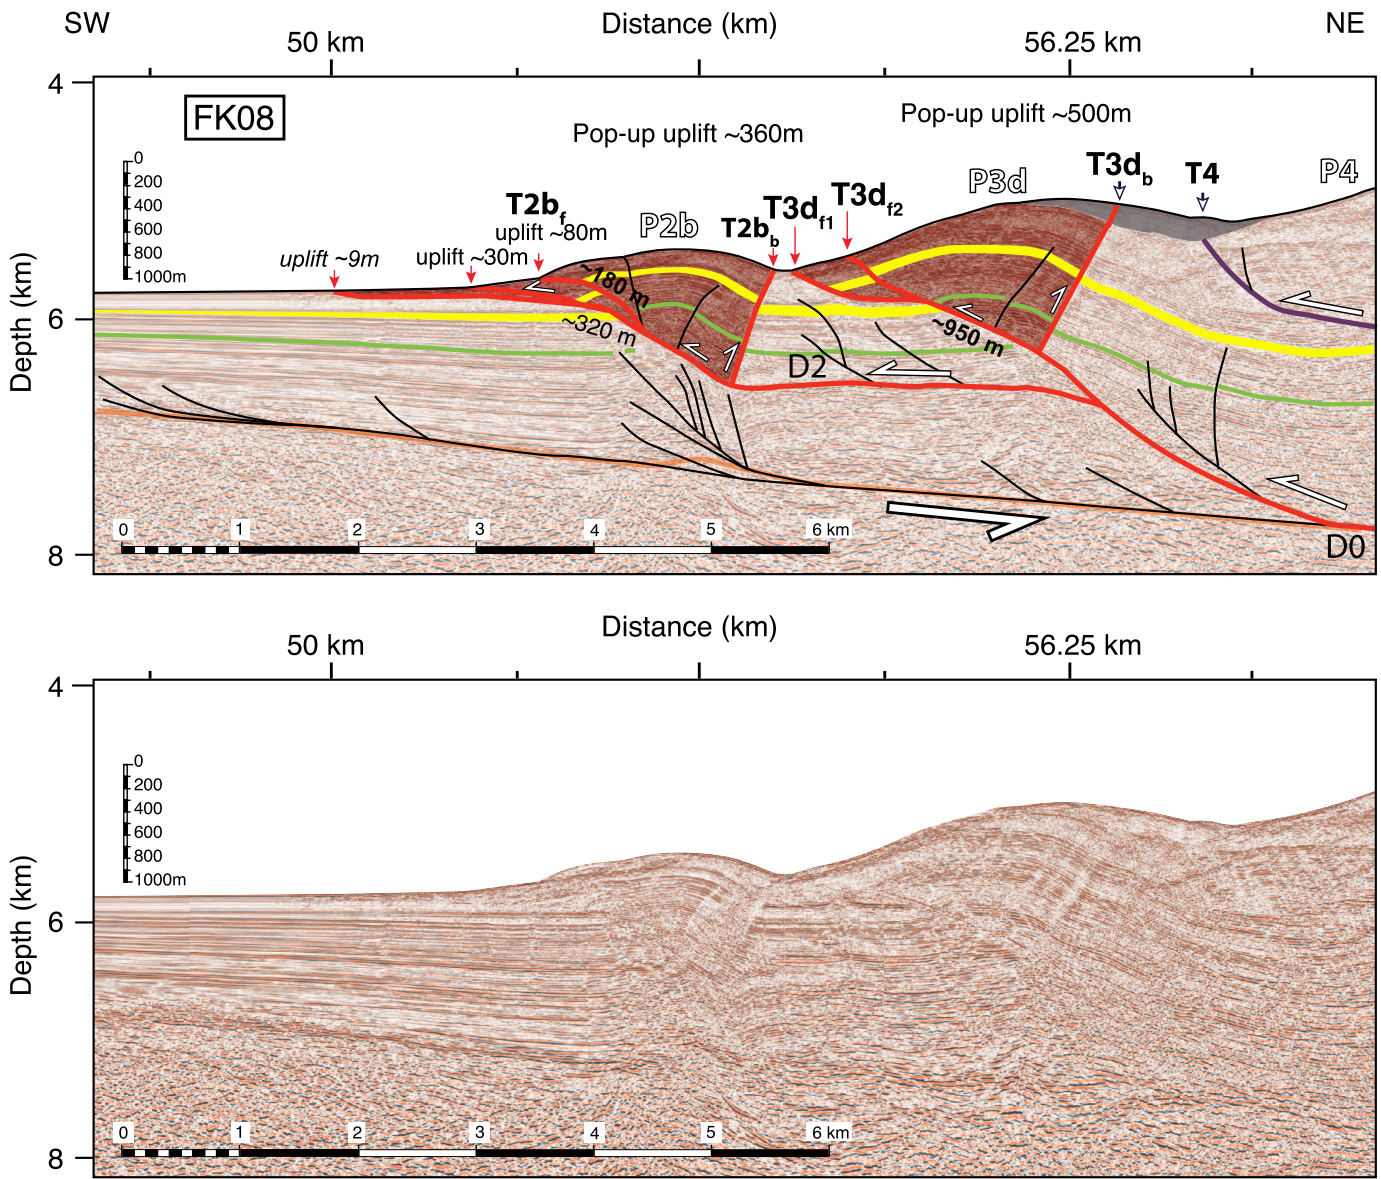 SW
Distance (km)
NE
50 km
56.25 km
4
FK08
Pop-up uplift ~360m
Pop-up uplift ~500m
0
200
400
600
800
1000m
T2bf
uplift ~80m
P2b
T2bb
T3df1
T3df2
P3d
T3db
T4
P4
uplift ~9m
uplift ~30m
~180 m
~320 m
~950 m
Depth (km)
6
D2
0
1
2
3
4
5
6 km
D0
8
Distance (km)
50 km
56.25 km
4
0
200
400
600
800
1000m
Depth (km)
6
0
1
2
3
4
5
6 km
8